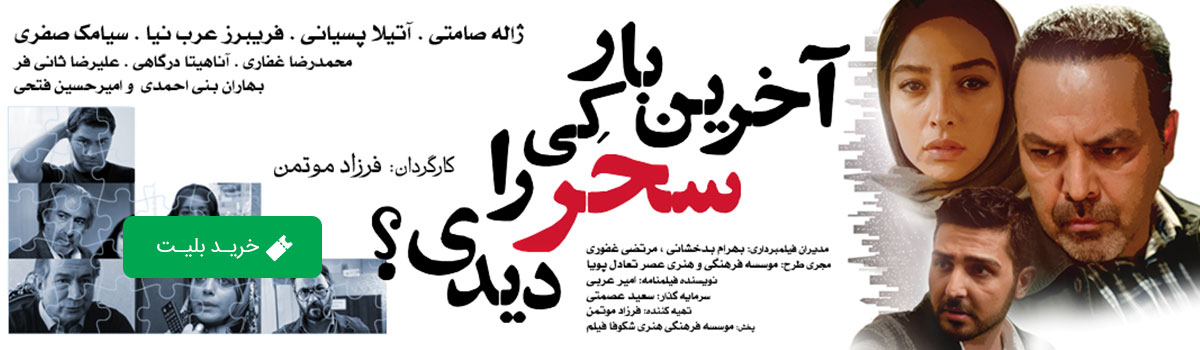 آخرین بار
کِی
سحر را
دیدی؟
ژاله صامتی . آتیلا پسیانی . فریبرز عرب نیا . سیامک صفری
محمدرضا غفاری . آناهیتا درگاهی . علیرضا ثانی فر
بهاران بنی احمدی و امیرحسین فتحی
کارگردان: فرزاد موتمن
خرید بلیت
مدیران فیلمبرداری: بهرام بدخشانی ، مرتضی غفوری
مجری طرح: موسسه فرهنگی و هنری عصر تعادل پویا
نویسنده فیلمنامه: امیر عربی
سرمایه گذار: سعید عصمتی
تهیه کننده: فرزاد موتمن
پخش: موسسه فرهنگی هنری شکوفا فیلم